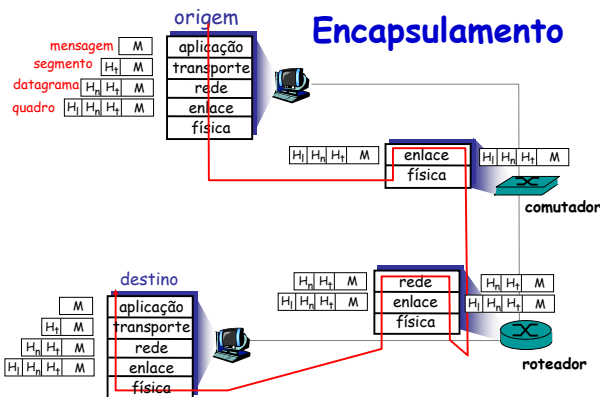 origem
Encapsulamento
mensagem M
aplicação
segmento Ht M
transporte
datagrama Hn Ht M
rede
quadro Hl Hn Ht M
enlace
física
Hl Hn Ht M
enlace
Hl Hn Ht M
física
comutador
destino
Hn Ht M
rede
Hn Ht M
Hl Hn Ht M
enlace
Hl Hn Ht M
física
M
aplicação
Ht M
transporte
Hn Ht M
rede
Hl Hn Ht M
enlace
física
roteador